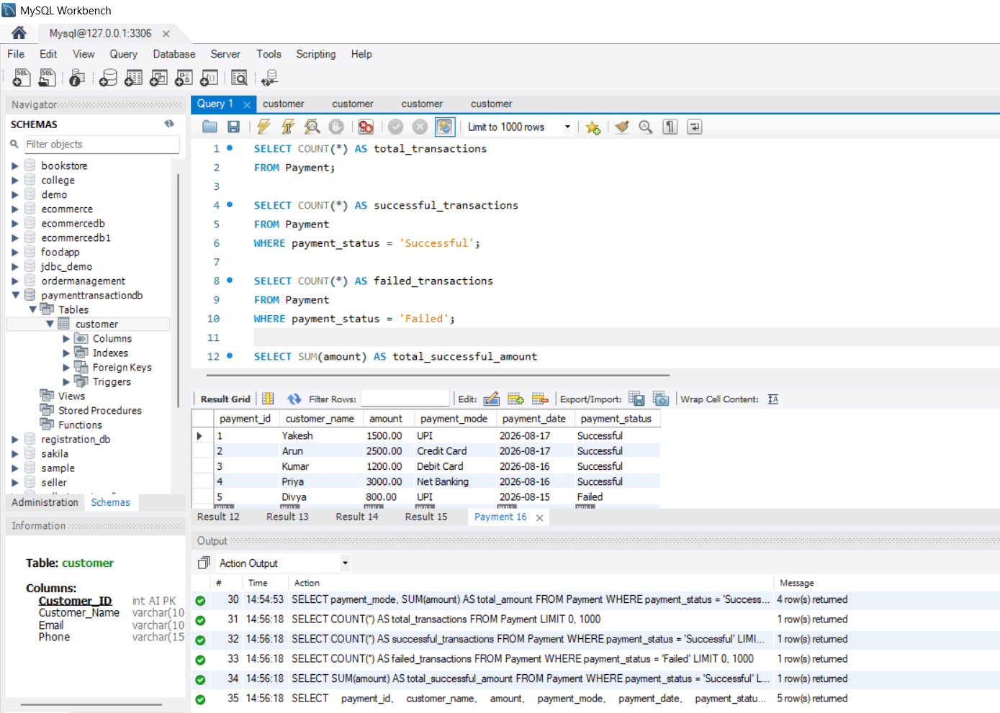 MySQL Workbench
Mysql@127.0.0.1:3306
File Edit View Query Database Server Tools Scripting Help
Navigator
SCHEMAS
Filter objects
bookstore
college
demo
ecommerce
ecommercedb
ecommercedb1
foodapp
jdbc_demo
ordermanagement
paymenttransactiondb
Tables
customer
Columns
Indexes
Foreign Keys
Triggers
Views
Stored Procedures
Functions
registration_db
sakila
sample
seller
Administration Schemas
Information
Table: customer
Columns:
Customer_ID int AI PK
Customer_Name varchar(10
Email varchar(10
Phone varchar(15
Query 1 customer customer customer customer
Limit to 1000 rows
1 SELECT COUNT(*) AS total_transactions
2 FROM Payment;
3
4 SELECT COUNT(*) AS successful_transactions
5 FROM Payment
6 WHERE payment_status = 'Successful';
7
8 SELECT COUNT(*) AS failed_transactions
9 FROM Payment
10 WHERE payment_status = 'Failed';
11
12 SELECT SUM(amount) AS total_successful_amount
Result Grid Filter Rows: Edit: Export/Import: Wrap Cell Content:
payment_id customer_name amount payment_mode payment_date payment_status
1 Yakesh 1500.00 UPI 2026-08-17 Successful
2 Arun 2500.00 Credit Card 2026-08-17 Successful
3 Kumar 1200.00 Debit Card 2026-08-16 Successful
4 Priya 3000.00 Net Banking 2026-08-16 Successful
5 Divya 800.00 UPI 2026-08-15 Failed
Result 12 Result 13 Result 14 Result 15 Payment 16
Output
Action Output
# Time Action Message
30 14:54:53 SELECT payment_mode, SUM(amount) AS total_amount FROM Payment WHERE payment_status = 'Success... 4 row(s) returned
31 14:56:18 SELECT COUNT(*) AS total_transactions FROM Payment LIMIT 0, 1000 1 row(s) returned
32 14:56:18 SELECT COUNT(*) AS successful_transactions FROM Payment WHERE payment_status = 'Successful' LIMI... 1 row(s) returned
33 14:56:18 SELECT COUNT(*) AS failed_transactions FROM Payment WHERE payment_status = 'Failed' LIMIT 0, 1000 1 row(s) returned
34 14:56:18 SELECT SUM(amount) AS total_successful_amount FROM Payment WHERE payment_status = 'Successful' L... 1 row(s) returned
35 14:56:18 SELECT payment_id, customer_name, amount, payment_mode, payment_date, payment_statu... 5 row(s) returned